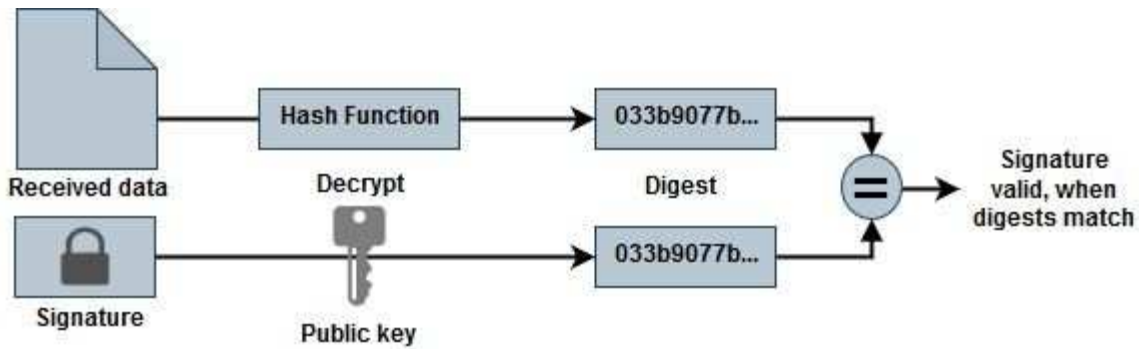 Hash Function
033b9077b...
Received data
Decrypt
Digest
Signature
valid, when
digests match
033b9077b...
Signature
Public key